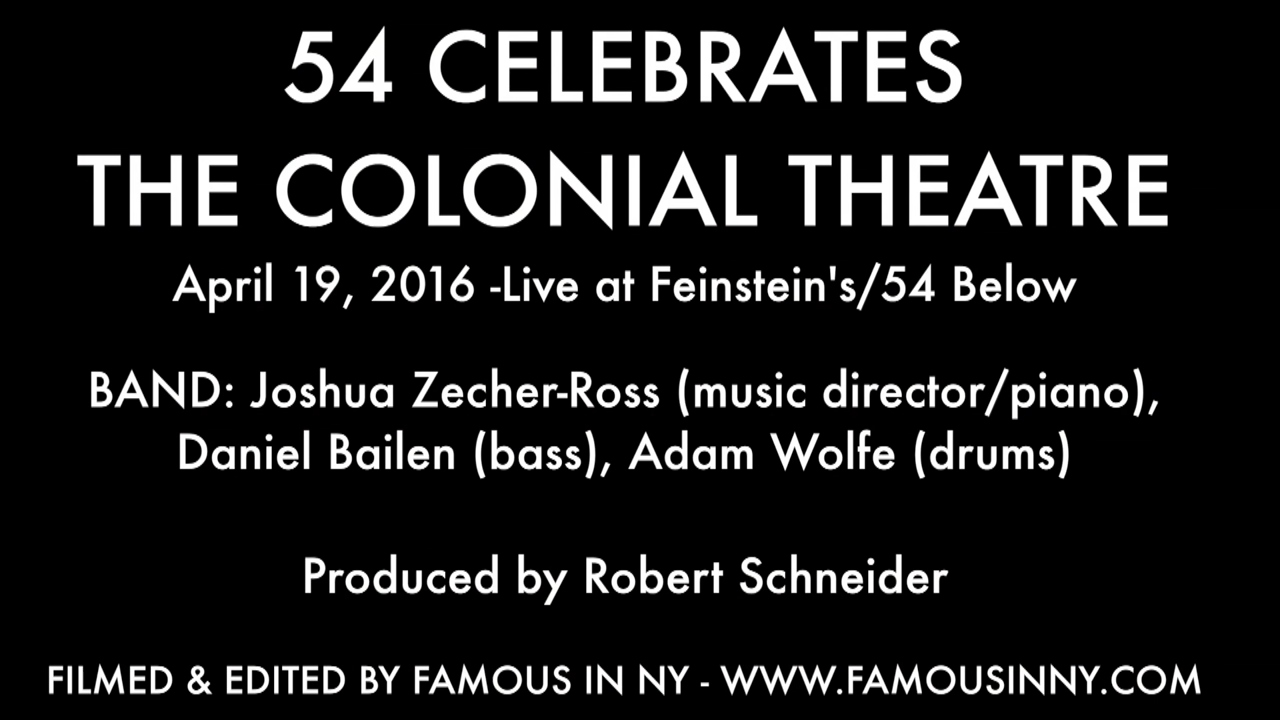 54 CELEBRATES
THE COLONIAL THEATRE
April 19, 2016 -Live at Feinstein's/54 Below
BAND: Joshua Zecher-Ross (music director/piano),
Daniel Bailen (bass), Adam Wolfe (drums)
Produced by Robert Schneider
FILMED & EDITED BY FAMOUS IN NY - WWW.FAMOUSINNY.COM